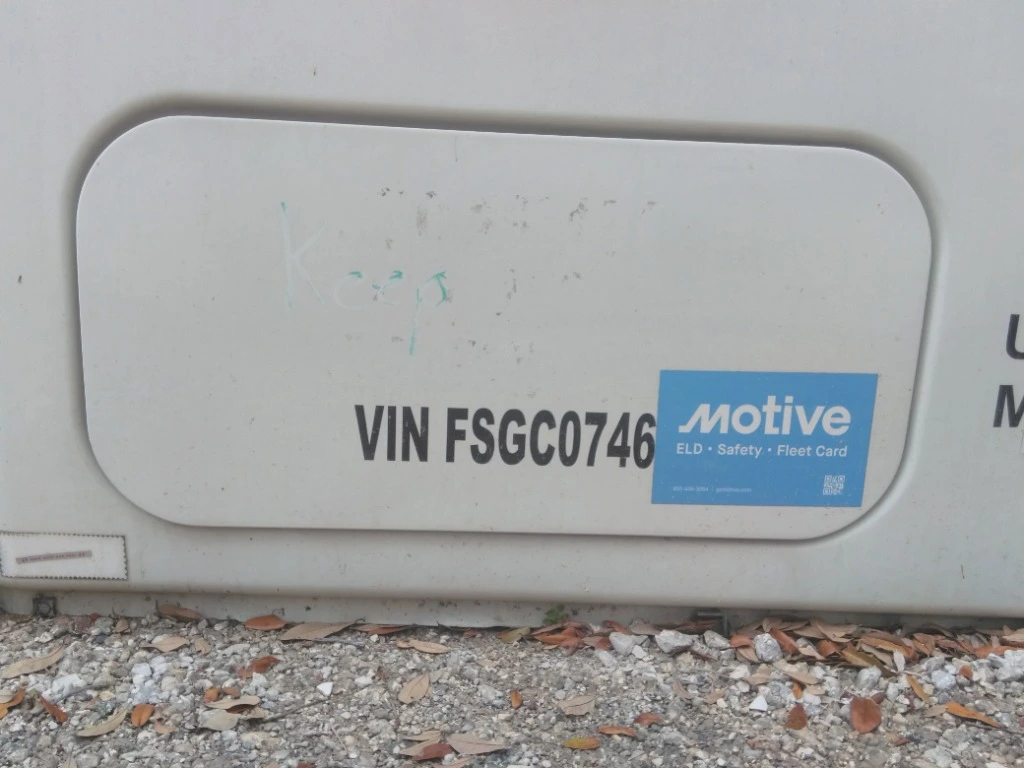 Keep
VIN FSGC0746
Motive
ELD · Safety · Fleet Card
U
M